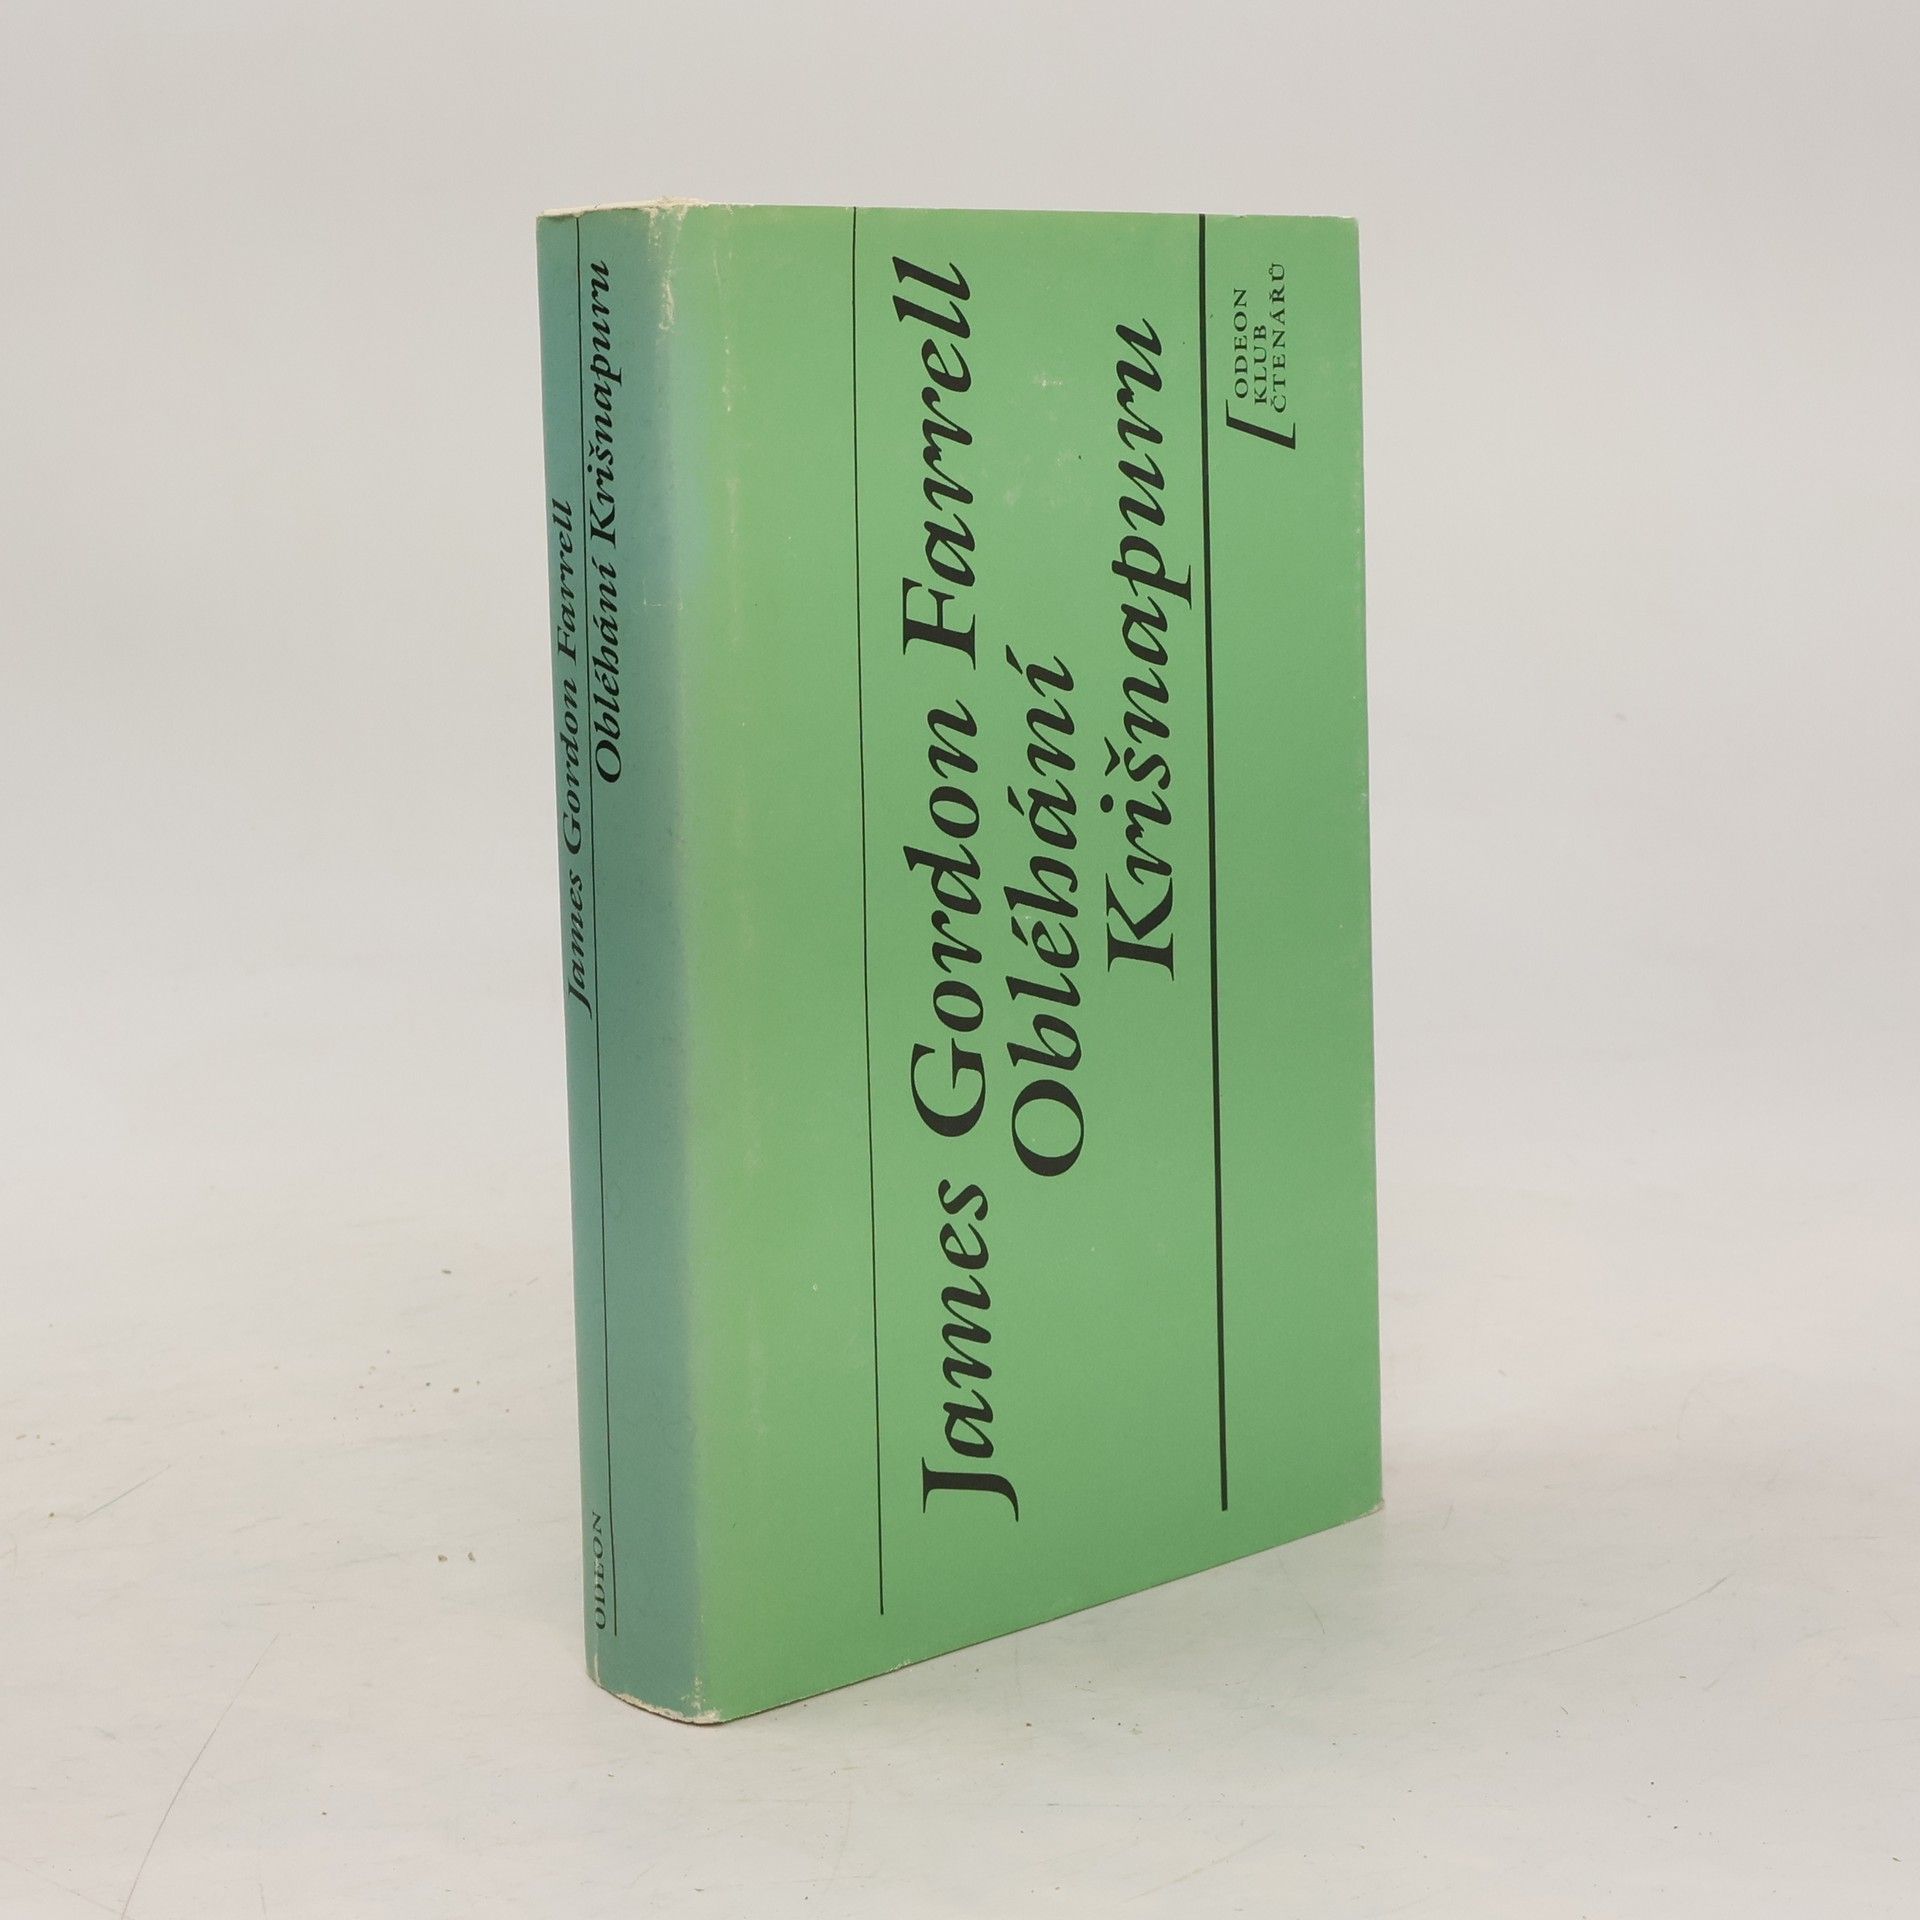 James Gordon Farrell
Obléhání Krišnapuru
ODEON
James Gordon Farrell
Obléhání
Krišnapuru
ODEON
KLUB
ČTENÁŘŮ